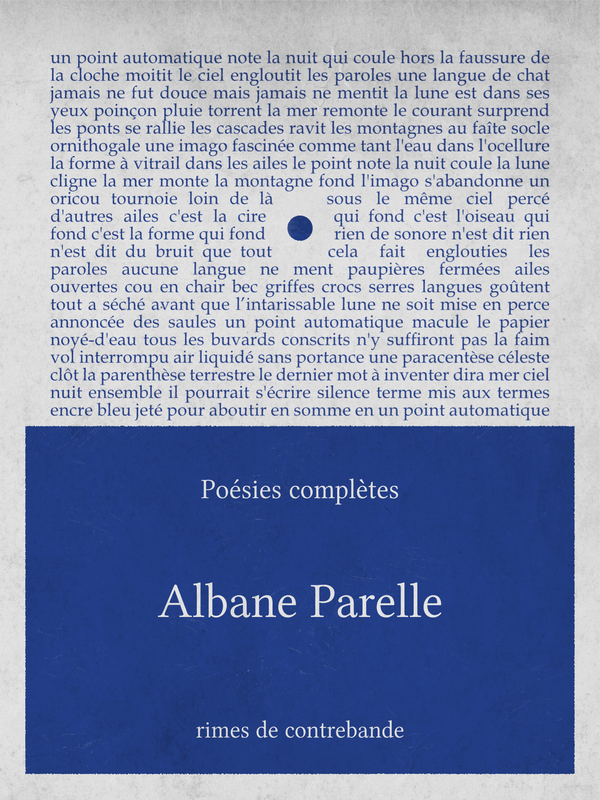 un point automatique note la nuit qui coule hors la faussure de
la cloche moitit le ciel engloutit les paroles une langue de chat
jamais ne fut douce mais jamais ne mentit la lune est dans ses
yeux poinçon pluie torrent la mer remonte le courant surprend
les ponts se rallie les cascades ravit les montagnes au faîte socle
ornithogale une imago fascinée comme tant l'eau dans l'ocellure
la forme à vitrail dans les ailes le point note la nuit coule la lune
cligne la mer monte la montagne fond l'imago s'abandonne un
oricou tournoie loin de là sous le même ciel percé
d'autres ailes c'est la cire qui fond c'est l'oiseau qui
fond c'est la forme qui fond rien de sonore n'est dit rien
n'est dit du bruit que tout cela fait englouties les
paroles aucune langue ne ment paupières fermées ailes
ouvertes cou en chair bec griffes crocs serres langues goûtent
tout a séché avant que l’intarissable lune ne soit mise en perce
annoncée des saules un point automatique macule le papier
noyé-d'eau tous les buvards conscrits n'y suffiront pas la faim
vol interrompu air liquidé sans portance une paracentèse céleste
clôt la parenthèse terrestre le dernier mot à inventer dira mer ciel
nuit ensemble il pourrait s'écrire silence terme mis aux termes
encre bleu jeté pour aboutir en somme en un point automatique
Poésies complètes
Albane Parelle
rimes de contrebande